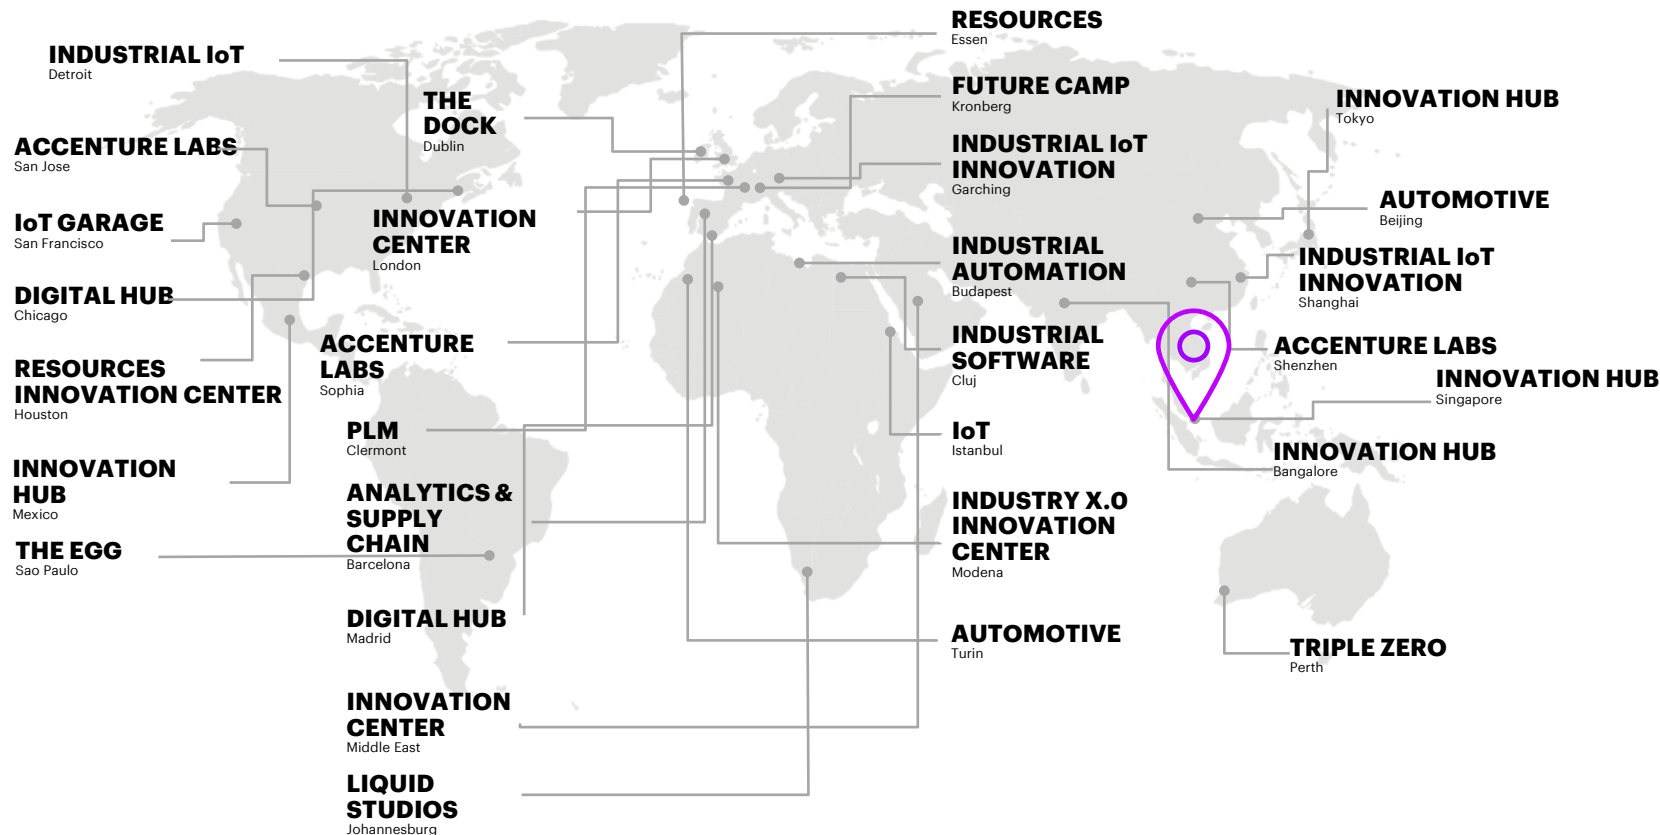 INDUSTRIAL IoT
Detroit
ACCENTURE LABS
San Jose
IoT GARAGE
San Francisco
DIGITAL HUB
Chicago
RESOURCES
INNOVATION CENTER
Houston
INNOVATION
HUB
Mexico
THE EGG
Sao Paulo
THE
DOCK
Dublin
INNOVATION
CENTER
London
ACCENTURE
LABS
Sophia
PLM
Clermont
ANALYTICS &
SUPPLY
CHAIN
Barcelona
DIGITAL HUB
Madrid
INNOVATION
CENTER
Middle East
LIQUID
STUDIOS
Johannesburg
RESOURCES
Essen
FUTURE CAMP
Kronberg
INDUSTRIAL IoT
INNOVATION
Garching
INDUSTRIAL
AUTOMATION
Budapest
INDUSTRIAL
SOFTWARE
Cluj
IoT
Istanbul
INDUSTRY X.0
INNOVATION
CENTER
Modena
AUTOMOTIVE
Turin
INNOVATION HUB
Tokyo
AUTOMOTIVE
Beijing
INDUSTRIAL IoT
INNOVATION
Shanghai
ACCENTURE LABS
Shenzhen
INNOVATION HUB
Singapore
INNOVATION HUB
Bangalore
TRIPLE ZERO
Perth